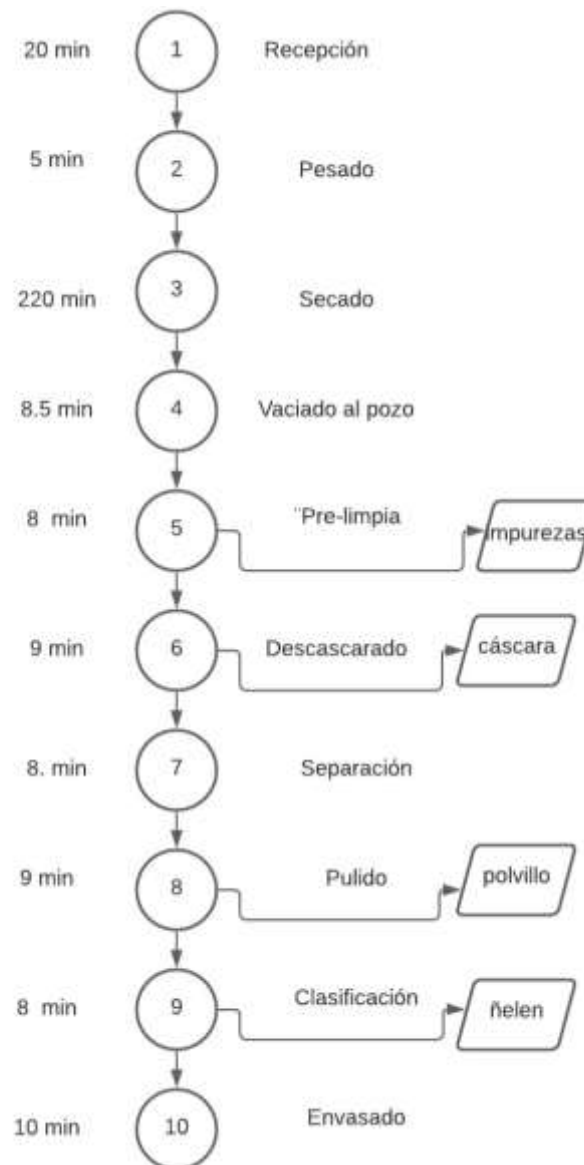 20 min 1 Recepción
5 min 2 Pesado
220 min 3 Secado
8.5 min 4 Vaciado al pozo
8 min 5 ¨Pre-limpia impurezas
9 min 6 Descascarado cáscara
8. min 7 Separación
9 min 8 Pulido polvillo
8 min 9 Clasificación ñelen
10 min 10 Envasado